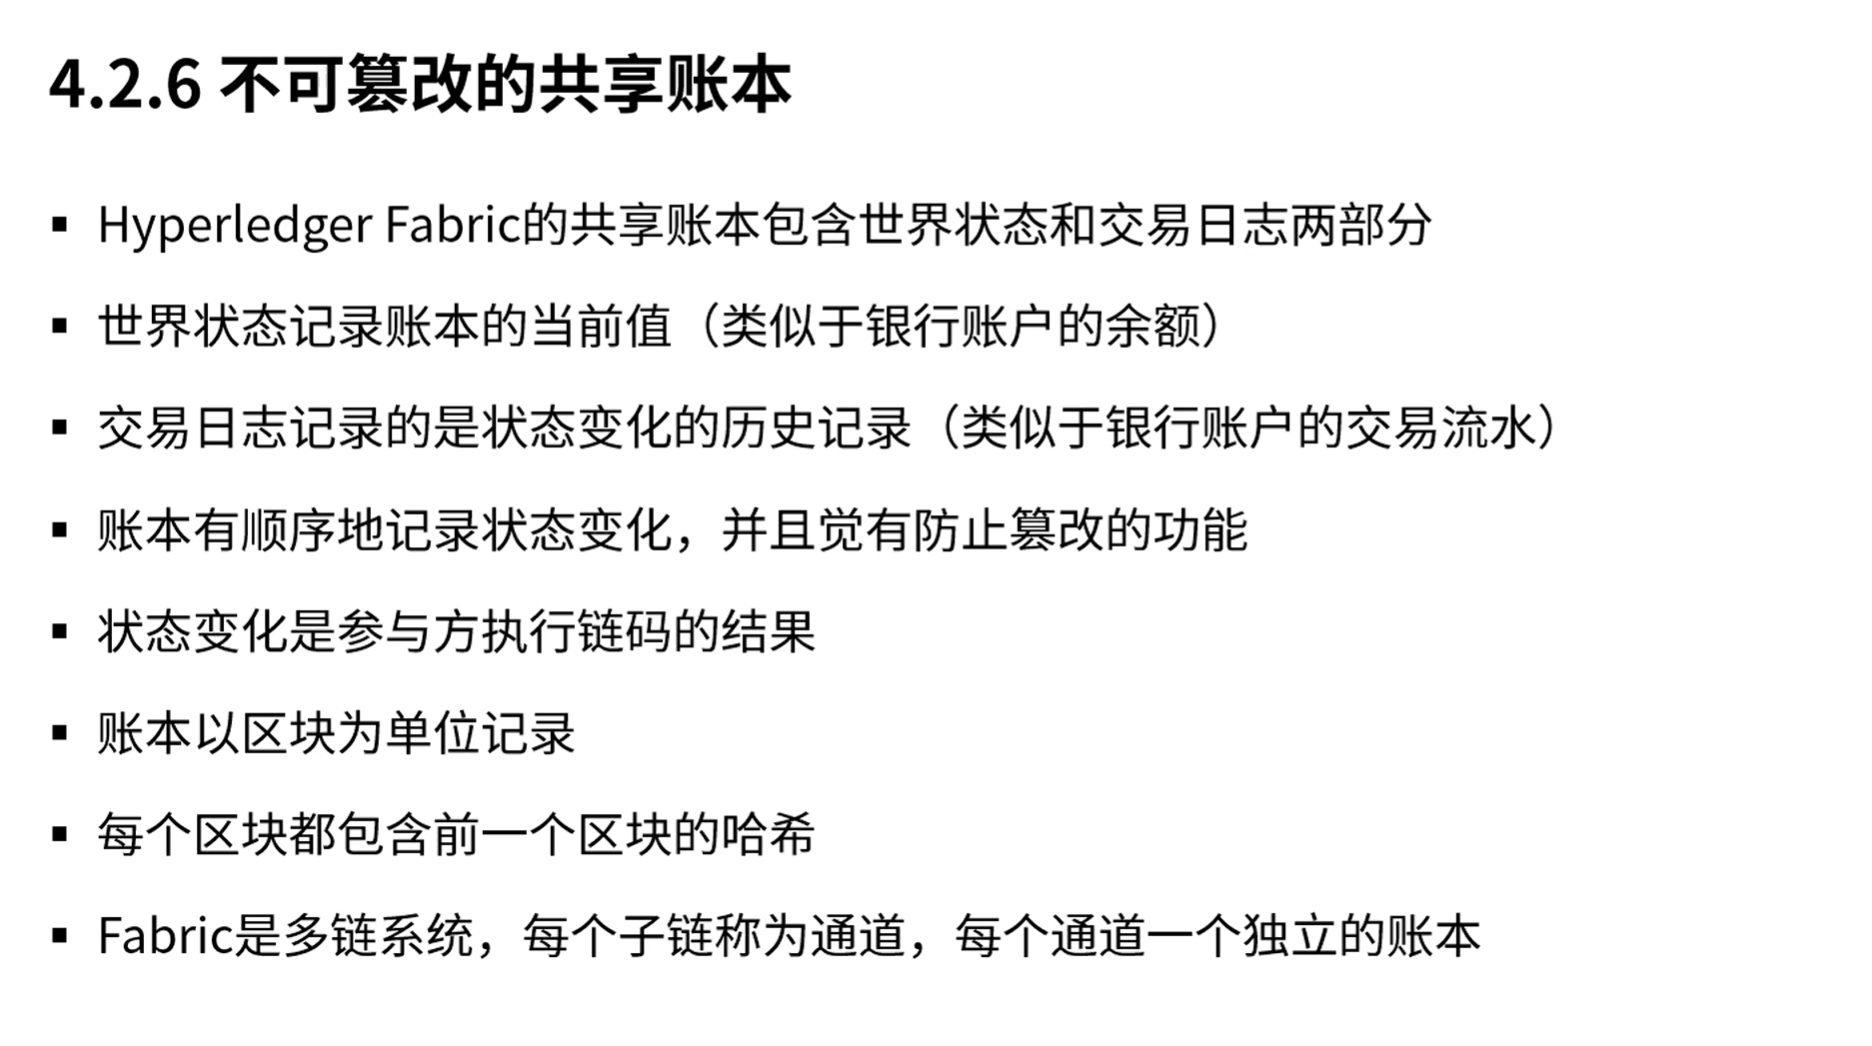 4.2.6 不可篡改的共享账本
▪ Hyperledger Fabric的共享账本包含世界状态和交易日志两部分
▪ 世界状态记录账本的当前值（类似于银行账户的余额）
▪ 交易日志记录的是状态变化的历史记录（类似于银行账户的交易流水）
▪ 账本有顺序地记录状态变化，并且觉有防止篡改的功能
▪ 状态变化是参与方执行链码的结果
▪ 账本以区块为单位记录
▪ 每个区块都包含前一个区块的哈希
▪ Fabric是多链系统，每个子链称为通道，每个通道一个独立的账本